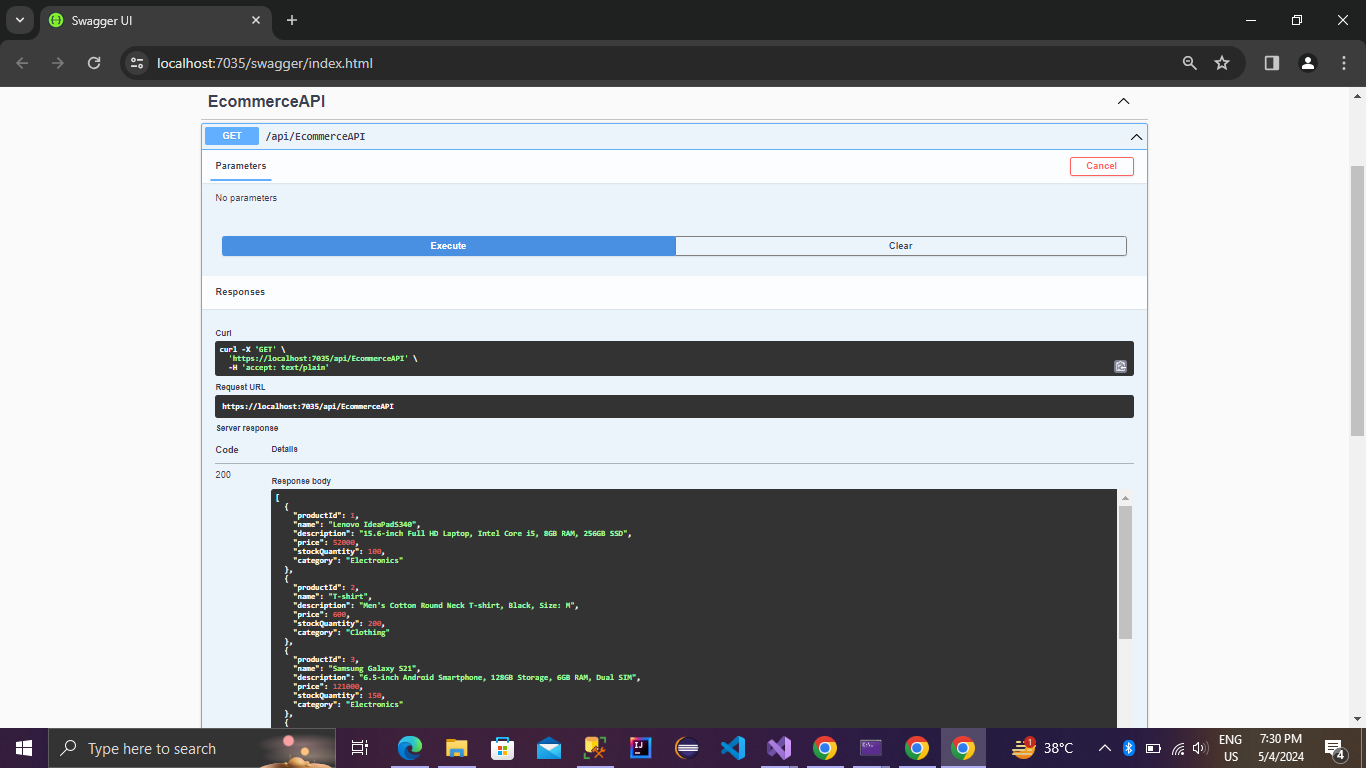 Swagger UI
localhost:7035/swagger/index.html
EcommerceAPI
GET /api/EcommerceAPI
Parameters
Cancel
No parameters
Execute
Clear
Responses
Curl
curl -X 'GET' \
'https://localhost:7035/api/EcommerceAPI' \
-H 'accept: text/plain'
Request URL
https://localhost:7035/api/EcommerceAPI
Server response
Code Details
200
Response body
[
{
"productId": 1,
"name": "Lenovo IdeaPadS340",
"description": "15.6-inch Full HD Laptop, Intel Core i5, 8GB RAM, 256GB SSD",
"price": 52000,
"stockQuantity": 100,
"category": "Electronics"
},
{
"productId": 2,
"name": "T-shirt",
"description": "Men's Cotton Round Neck T-shirt, Black, Size: M",
"price": 600,
"stockQuantity": 200,
"category": "Clothing"
},
{
"productId": 3,
"name": "Samsung Galaxy S21",
"description": "6.5-inch Android Smartphone, 128GB Storage, 6GB RAM, Dual SIM",
"price": 121000,
"stockQuantity": 150,
"category": "Electronics"
},
{
Type here to search
1
38°C
ENG
US
7:30 PM
5/4/2024
4